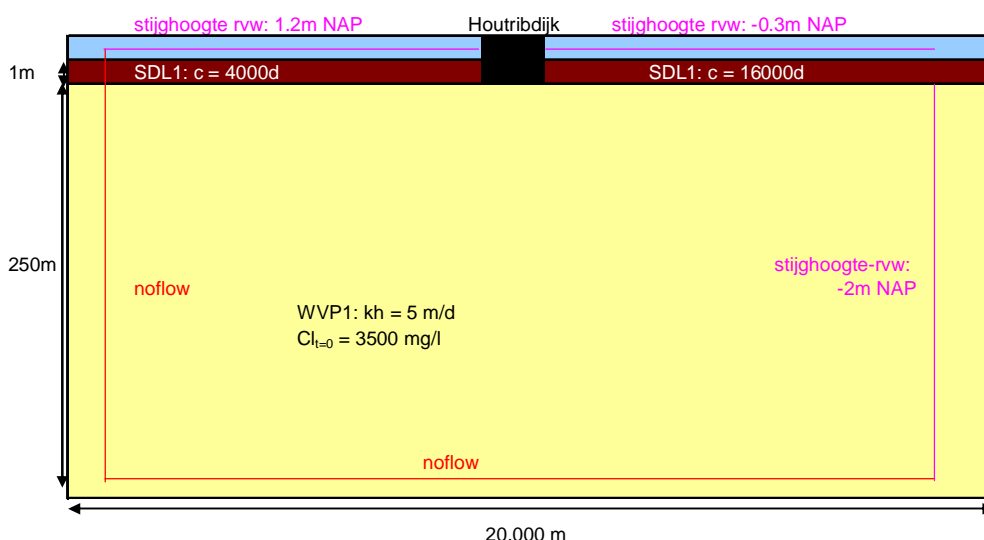 stijghoogte rvw: 1.2m NAP
Houtribdijk
stijghoogte rvw: -0.3m NAP
1m
SDL1: c = 4000d
SDL1: c = 16000d
250m
noflow
stijghoogte-rvw:
-2m NAP
WVP1: kh = 5 m/d
Clt=0 = 3500 mg/l
noflow
20.000 m